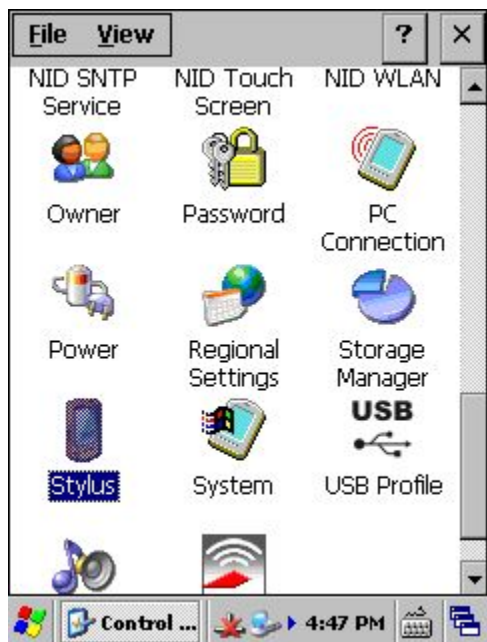 File View ? ×
NID SNTP Service
NID Touch Screen
NID WLAN
Owner
Password
PC Connection
Power
Regional Settings
Storage Manager
USB
Stylus
System
USB Profile
Control ...
4:47 PM